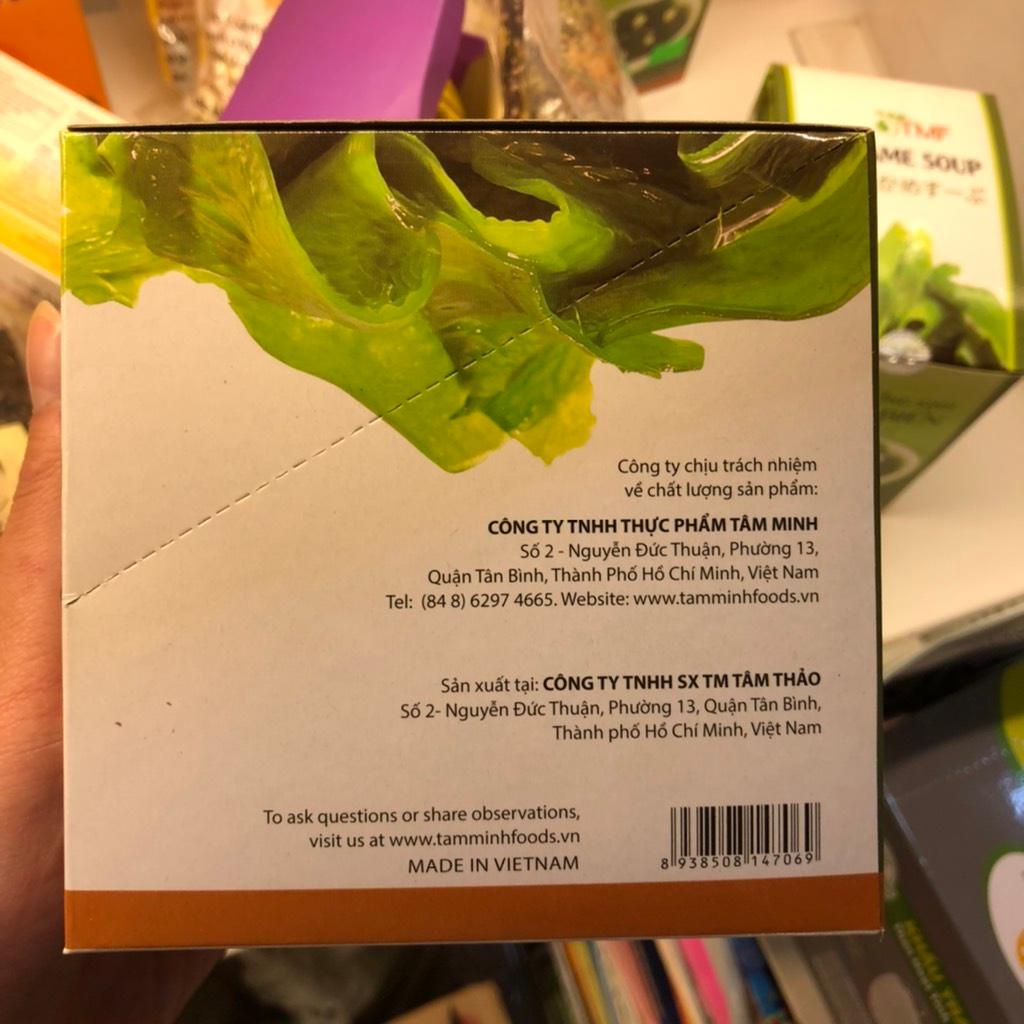 TMF
ME SOUP
Công ty chịu trách nhiệm
về chất lượng sản phẩm:
CÔNG TY TNHH THỰC PHẨM TÂM MINH
Số 2 - Nguyễn Đức Thuận, Phường 13,
Quận Tân Bình, Thành Phố Hồ Chí Minh, Việt Nam
Tel: (84 8) 6297 4665. Website: www.tamminhfoods.vn
Sản xuất tại: CÔNG TY TNHH SX TM TÂM THẢO
Số 2- Nguyễn Đức Thuận, Phường 13, Quận Tân Bình,
Thành phố Hồ Chí Minh, Việt Nam
To ask questions or share observations,
visit us at www.tamminhfoods.vn
MADE IN VIETNAM
8 938508 147069